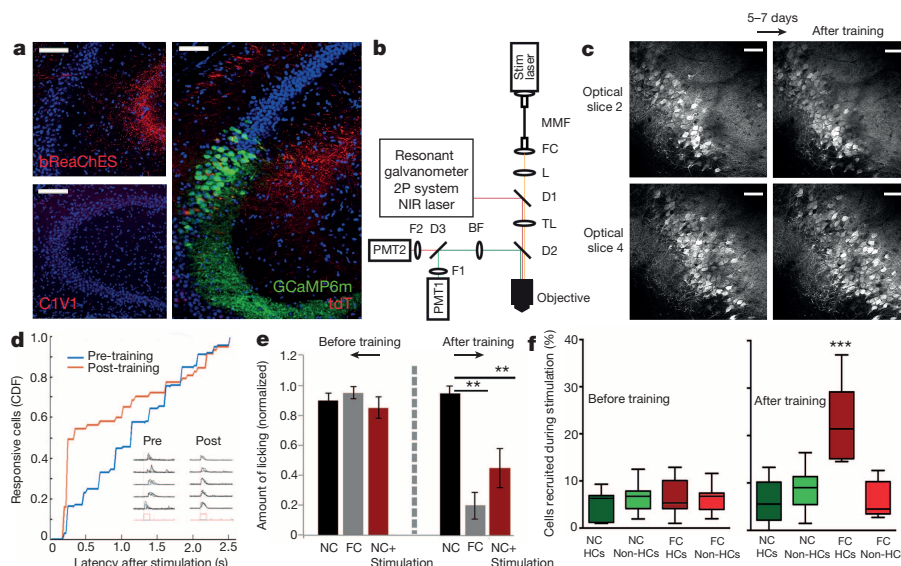 a
bReaChES
C1V1
GCaMP6m
tdT
b
Stim
laser
MMF
FC
L
Resonant
galvanometer
2P system
NIR laser
D1
TL
F2 D3 BF
D2
PMT2
F1
PMT1
Objective
c
5–7 days
After training
Optical
slice 2
Optical
slice 4
d
Responsive cells (CDF)
1.0
0.8
0.6
0.4
0.2
0 0.5 1.0 1.5 2.0 2.5
Latency after stimulation (s)
Pre-training
Post-training
Pre Post
e
Amount of licking (normalized)
1.2
1.0
0.8
0.6
0.4
0.2
0
Before training
After training
**
**
NC FC NC+
Stimulation
NC FC NC+
Stimulation
f
Cells recruited during stimulation (%)
40
30
20
10
0
Before training
After training
***
NC
HCs
NC
Non-HCs
FC
HCs
FC
Non-HCs
NC
HCs
NC
Non-HCs
FC
HCs
FC
Non-HCs